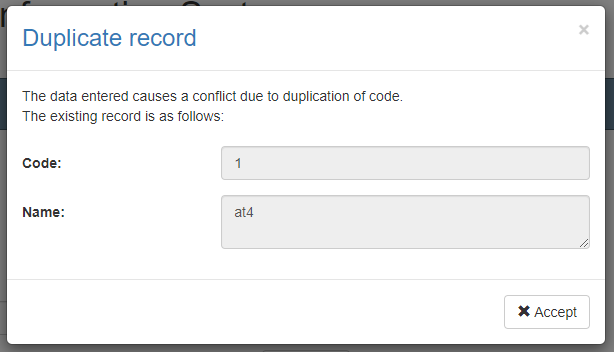 Duplicate record
×
The data entered causes a conflict due to duplication of code.
The existing record is as follows:
Code: 1
Name: at4
✖ Accept